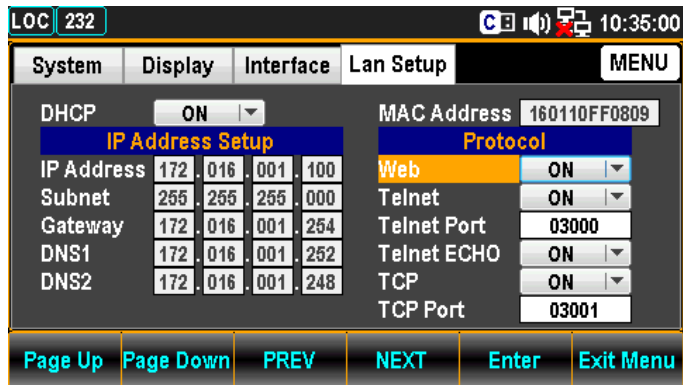 LOC 232 C 10:35:00
System Display Interface Lan Setup MENU
DHCP ON MAC Address 160110FF0809
IP Address Setup Protocol
IP Address 172 . 016 . 001 . 100 Web ON
Subnet 255 . 255 . 255 . 000 Telnet ON
Gateway 172 . 016 . 001 . 254 Telnet Port 03000
DNS1 172 . 016 . 001 . 252 Telnet ECHO ON
DNS2 172 . 016 . 001 . 248 TCP ON
TCP Port 03001
Page Up Page Down PREV NEXT Enter Exit Menu